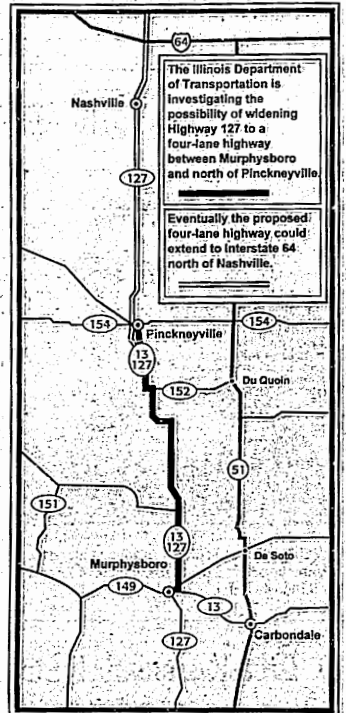 64
The Illinois Department
of Transportation is
investigating the
possibility of widening
Highway 127 to a
four-lane highway
between Murphysboro
and north of Pinckneyville.
Nashville
127
Eventually the proposed
four-lane highway could
extend to Interstate 64
north of Nashville.
154
154
Pinckneyville
13
127
152
Du Quoin
51
151
13
127
De Soto
Murphysboro
149
13
127
Carbondale